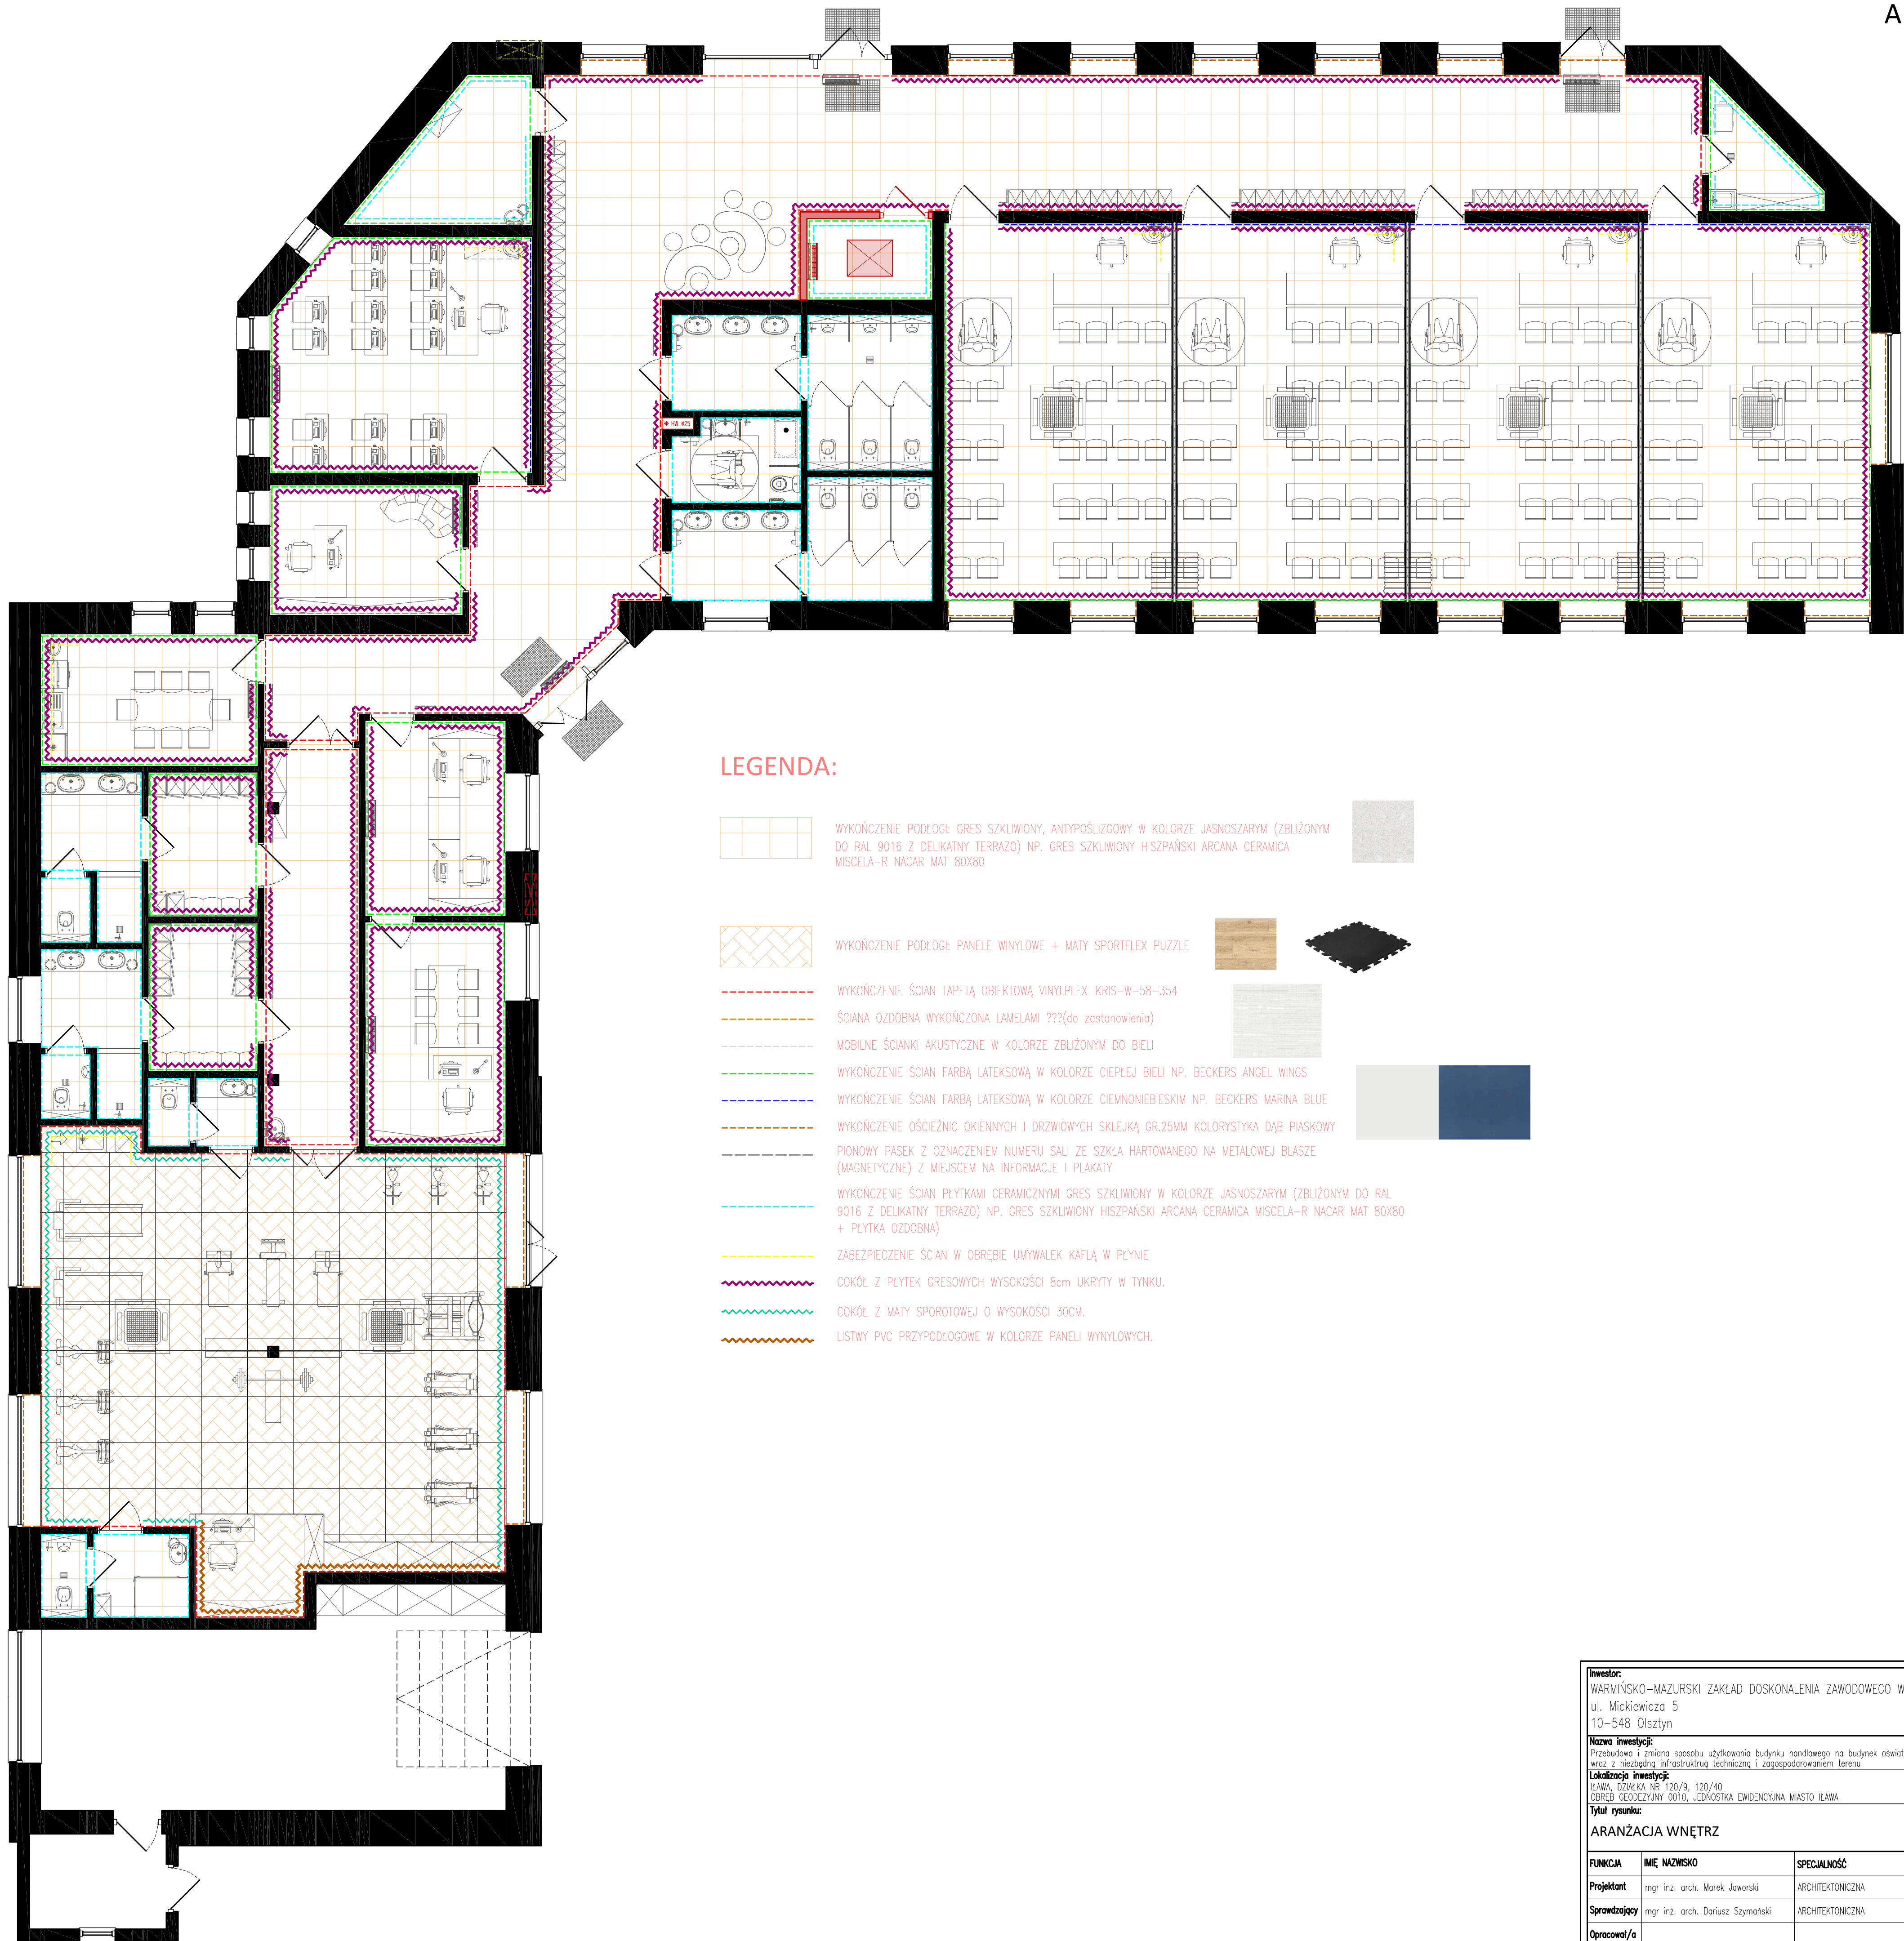 A
HW Ø25
LEGENDA:
WYKOŃCZENIE PODŁOGI: GRES SZKLIWIONY, ANTYPOŚLIZGOWY W KOLORZE JASNOSZARYM (ZBLIŻONYM
DO RAL 9016 Z DELIKATNY TERRAZO) NP. GRES SZKLIWIONY HISZPAŃSKI ARCANA CERAMICA
MISCELA-R NACAR MAT 80X80
WYKOŃCZENIE PODŁOGI: PANELE WINYLOWE + MATY SPORTFLEX PUZZLE
WYKOŃCZENIE ŚCIAN TAPETĄ OBIEKTOWĄ VINYLPLEX KRIS-W-58-354
ŚCIANA OZDOBNA WYKOŃCZONA LAMELAMI ???(do zastanowienia)
MOBILNE ŚCIANKI AKUSTYCZNE W KOLORZE ZBLIŻONYM DO BIELI
WYKOŃCZENIE ŚCIAN FARBĄ LATEKSOWĄ W KOLORZE CIEPŁEJ BIELI NP. BECKERS ANGEL WINGS
WYKOŃCZENIE ŚCIAN FARBĄ LATEKSOWĄ W KOLORZE CIEMNONIEBIESKIM NP. BECKERS MARINA BLUE
WYKOŃCZENIE OŚCIEŻNIC OKIENNYCH I DRZWIOWYCH SKLEJKĄ GR.25MM KOLORYSTYKA DĄB PIASKOWY
PIONOWY PASEK Z OZNACZENIEM NUMERU SALI ZE SZKŁA HARTOWANEGO NA METALOWEJ BLASZE
(MAGNETYCZNE) Z MIEJSCEM NA INFORMACJE I PLAKATY
WYKOŃCZENIE ŚCIAN PŁYTKAMI CERAMICZNYMI GRES SZKLIWIONY W KOLORZE JASNOSZARYM (ZBLIŻONYM DO RAL
9016 Z DELIKATNY TERRAZO) NP. GRES SZKLIWIONY HISZPAŃSKI ARCANA CERAMICA MISCELA-R NACAR MAT 80X80
+ PŁYTKA OZDOBNA)
ZABEZPIECZENIE ŚCIAN W OBRĘBIE UMYWALEK KAFLĄ W PŁYNIE
COKÓŁ Z PŁYTEK GRESOWYCH WYSOKOŚCI 8cm UKRYTY W TYNKU.
COKÓŁ Z MATY SPOROTOWEJ O WYSOKOŚCI 30CM.
LISTWY PVC PRZYPODŁOGOWE W KOLORZE PANELI WYNYLOWYCH.
Inwestor:
WARMIŃSKO-MAZURSKI ZAKŁAD DOSKONALENIA ZAWODOWEGO W
ul. Mickiewicza 5
10-548 Olsztyn
Nazwa inwestycji:
Przebudowa i zmiana sposobu użytkowania budynku handlowego na budynek oświat
wraz z niezbędną infrastruktrug techniczną i zagospodarowaniem terenu
Lokalizacja inwestycji:
IŁAWA, DZIAŁKA NR 120/9, 120/40
OBRĘB GEODEZYJNY 0010, JEDNOSTKA EWIDENCYJNA MIASTO IŁAWA
Tytuł rysunku:
ARANŻACJA WNĘTRZ
FUNKCJA IMIĘ, NAZWISKO SPECJALNOŚĆ
Projektant mgr inż. arch. Marek Jaworski ARCHITEKTONICZNA
Sprawdzający mgr inż. arch. Dariusz Szymański ARCHITEKTONICZNA
Opracował/a